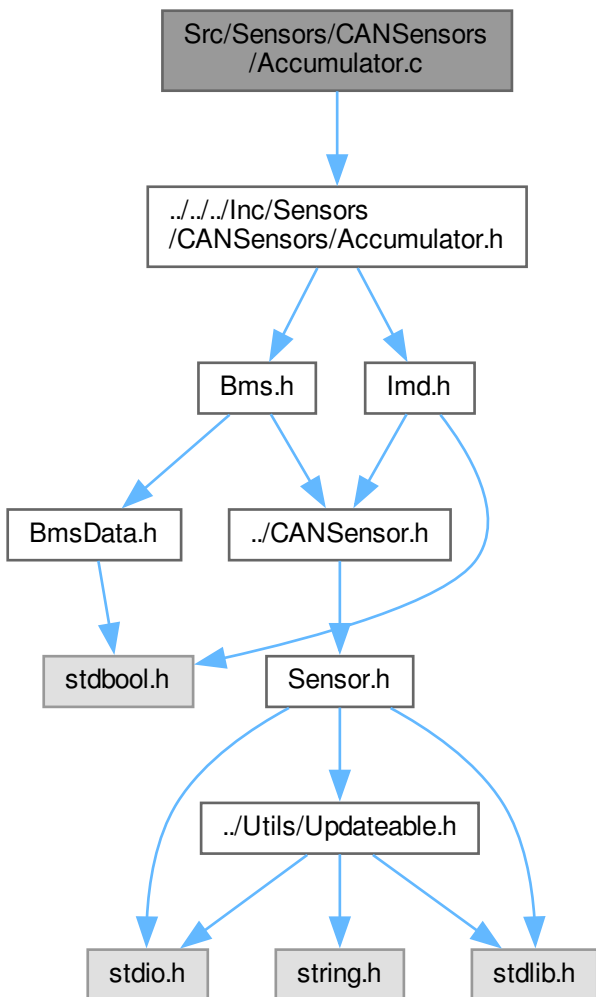 Src/Sensors/CANSensors
/Accumulator.c
../../../Inc/Sensors
/CANSensors/Accumulator.h
Bms.h
Imd.h
BmsData.h
../CANSensor.h
stdbool.h
Sensor.h
../Utils/Updateable.h
stdio.h
string.h
stdlib.h